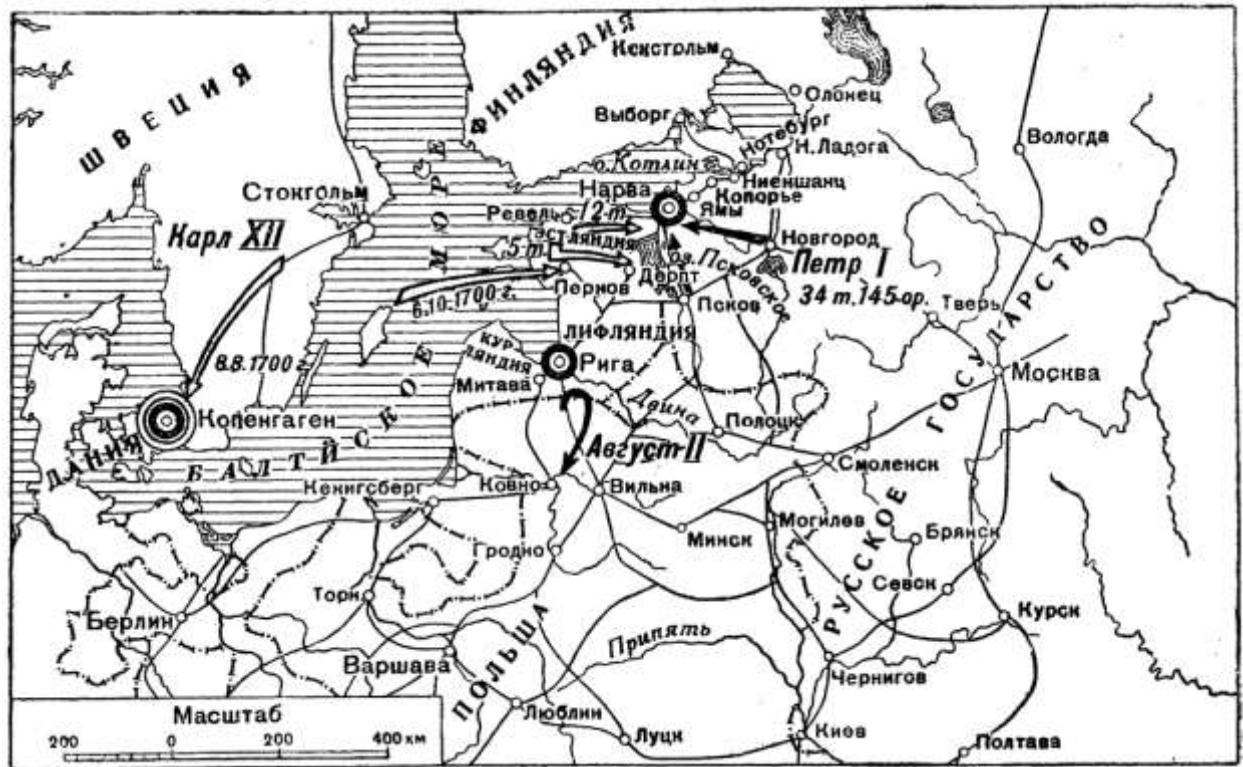 ШВЕЦИЯ
ФИНЛЯНДИЯ
Кекстольм
Олонец
Выборг
Нотебург
Н. Ладога
Вологда
о. Котлин
Ниеншанц
Стокгольм
Нарва
Копорье
Ревель
12 т.
Ямы
Карл XII
ЭСТЛЯНДИЯ
Новгород
5 т.
Дерпт
оз. Псковское
Петр I
34 т. 145 ор.
Пернов
6.10.1700 г.
Псков
Тверь
ЛИФЛЯНДИЯ
КУРЛЯНДИЯ
Рига
8.8.1700 г.
Митава
Москва
Копенгаген
Двина
Полоцк
ДАНИЯ
БАЛТИЙСКОЕ МОРЕ
Август II
Смоленск
Кенигсберг
Ковно
Вильна
РУССКОЕ ГОСУДАРСТВО
Минск
Могилев
Брянск
Гродно
Севск
Торн
Берлин
Курск
Варшава
ПОЛЬША
Припять
Чернигов
Люблин
Луцк
Киев
Полтава
Масштаб
200 0 200 400 км